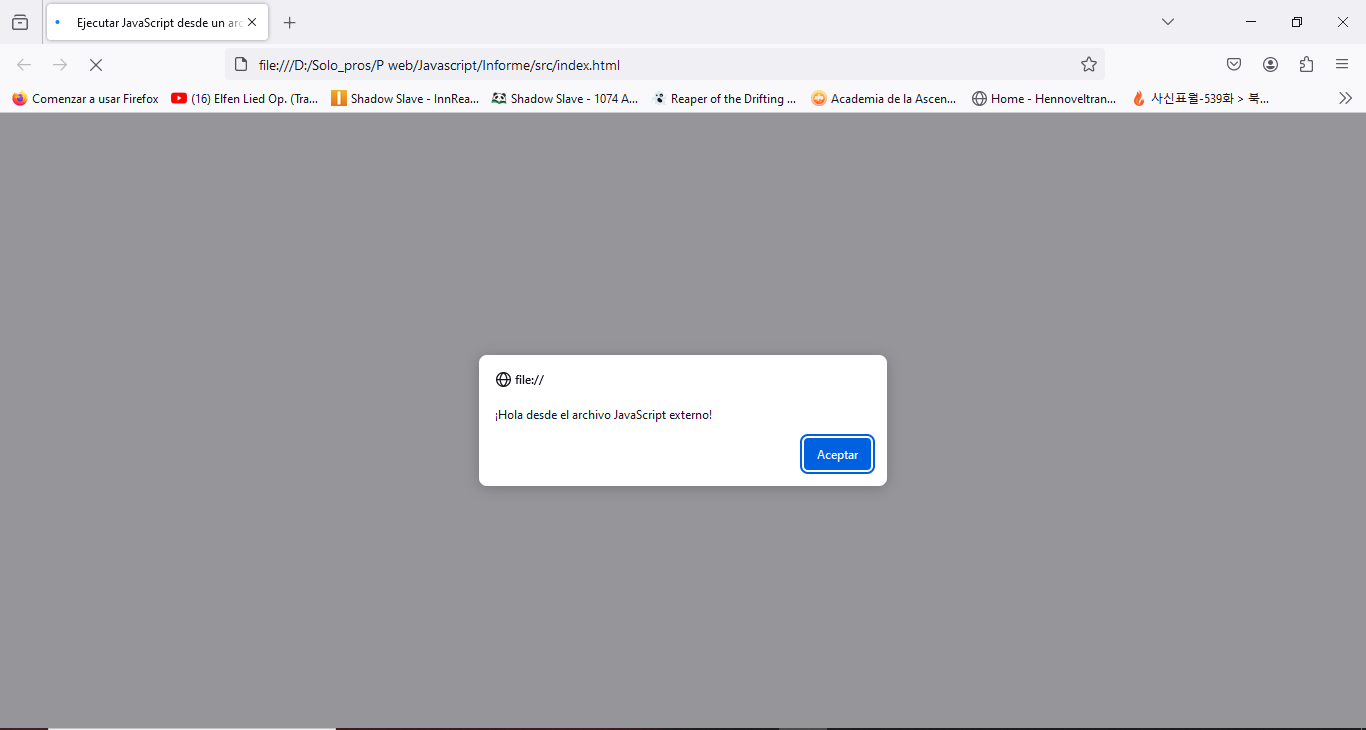 Ejecutar JavaScript desde un arc
file:///D:/Solo_pros/P web/Javascript/Informe/src/index.html
Comenzar a usar Firefox
(16) Elfen Lied Op. (Tra...
Shadow Slave - InnRea...
Shadow Slave - 1074 A...
Reaper of the Drifting ...
Academia de la Ascen...
Home - Hennoveltran...
사신표월-539화 > 북...
file://
¡Hola desde el archivo JavaScript externo!
Aceptar